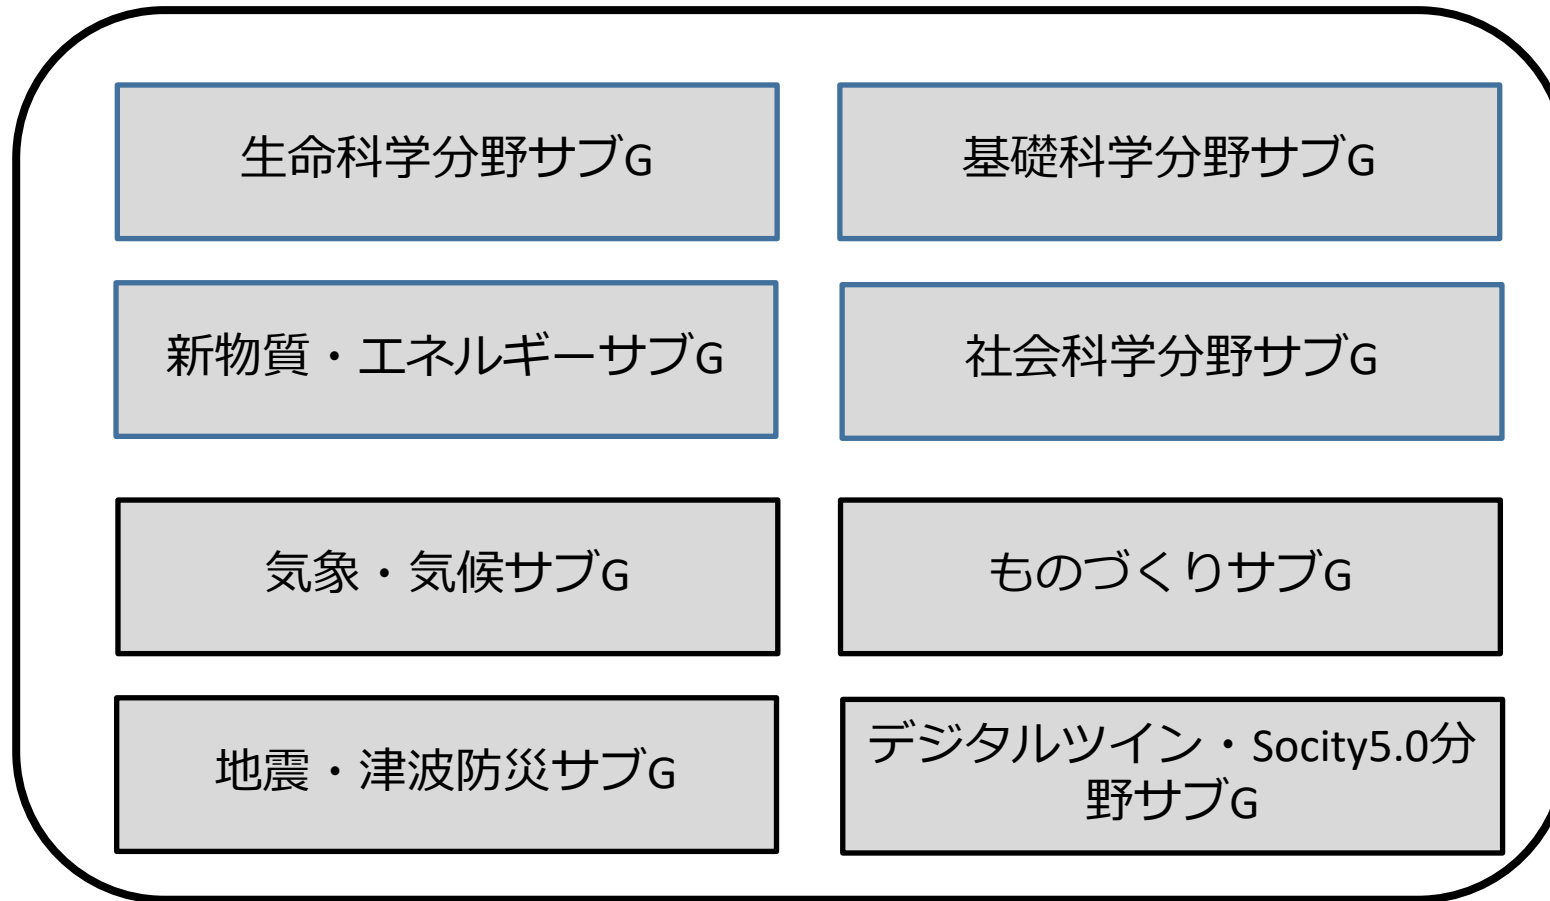 生命科学分野サブG
基礎科学分野サブG
新物質・エネルギーサブG
社会科学分野サブG
気象・気候サブG
ものづくりサブG
地震・津波防災サブG
デジタルツイン・Socity5.0分
野サブG